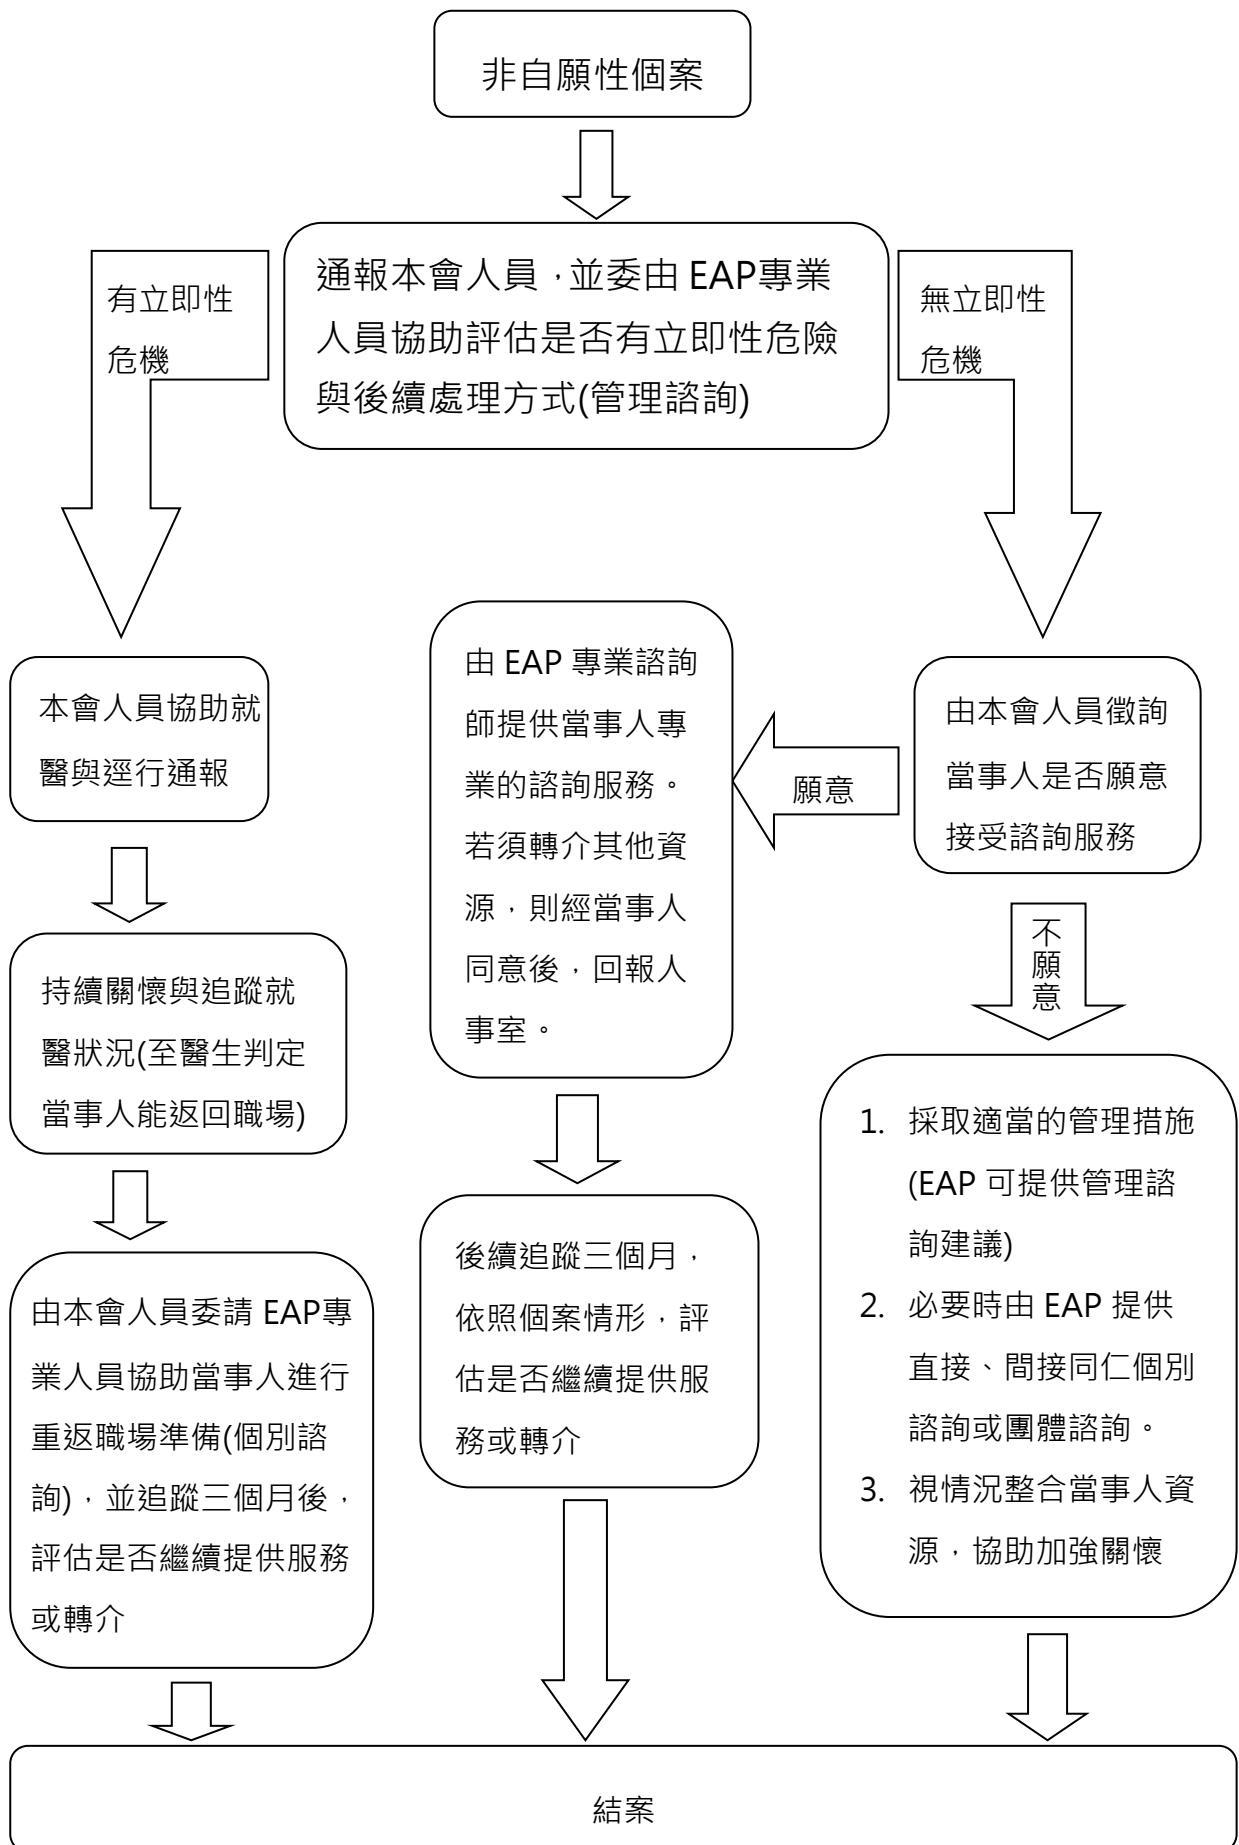 非自願性個案
通報本會人員，並委由 EAP專業
人員協助評估是否有立即性危險
與後續處理方式(管理諮詢)
有立即性
危機
無立即性
危機
本會人員協助就
醫與逕行通報
持續關懷與追蹤就
醫狀況(至醫生判定
當事人能返回職場)
由本會人員委請 EAP專
業人員協助當事人進行
重返職場準備(個別諮
詢)，並追蹤三個月後，
評估是否繼續提供服務
或轉介
由 EAP 專業諮詢
師提供當事人專
業的諮詢服務。
若須轉介其他資
源，則經當事人
同意後，回報人
事室。
後續追蹤三個月，
依照個案情形，評
估是否繼續提供服
務或轉介
願意
由本會人員徵詢
當事人是否願意
接受諮詢服務
不願意
1. 採取適當的管理措施
(EAP 可提供管理諮
詢建議)
2. 必要時由 EAP 提供
直接、間接同仁個別
諮詢或團體諮詢。
3. 視情況整合當事人資
源，協助加強關懷
結案